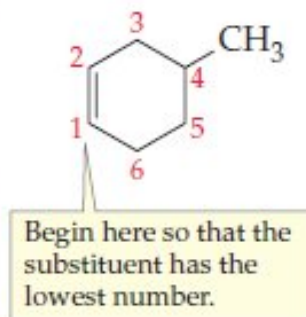 3
CH3
2
4
1
5
6
Begin here so that the
substituent has the
lowest number.